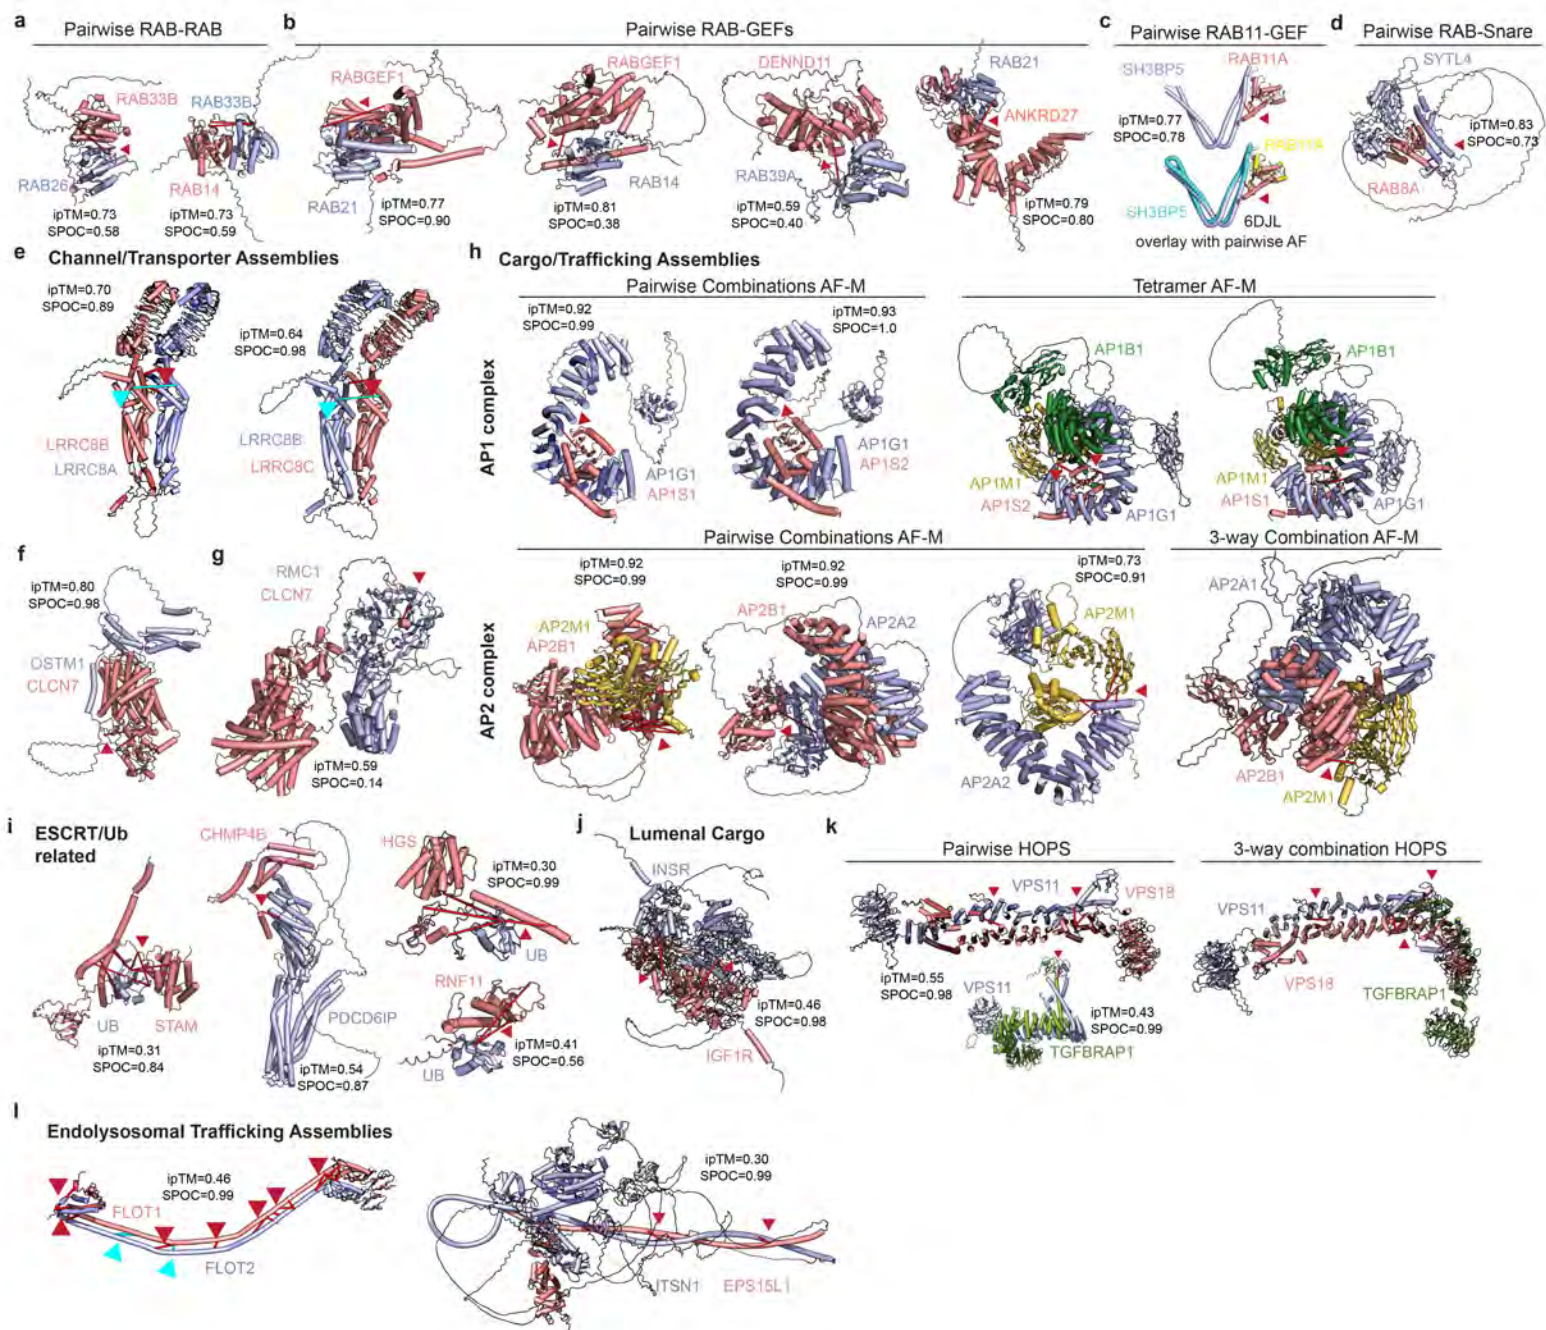 a
Pairwise RAB-RAB
RAB33B
RAB26
ipTM=0.73
SPOC=0.58
RAB33B
RAB14
ipTM=0.73
SPOC=0.59
b
Pairwise RAB-GEFs
RABGEF1
RAB21
ipTM=0.77
SPOC=0.90
RABGEF1
RAB14
ipTM=0.81
SPOC=0.38
DENND11
RAB39A
ipTM=0.59
SPOC=0.40
RAB21
ANKRD27
ipTM=0.79
SPOC=0.80
c
Pairwise RAB11-GEF
SH3BP5
RAB11A
ipTM=0.77
SPOC=0.78
RAB11A
SH3BP5
6DJL
overlay with pairwise AF
d
Pairwise RAB-Snare
SYTL4
ipTM=0.83
SPOC=0.73
RAB8A
e
Channel/Transporter Assemblies
ipTM=0.70
SPOC=0.89
LRRC8B
LRRC8A
ipTM=0.64
SPOC=0.98
LRRC8B
LRRC8C
f
ipTM=0.80
SPOC=0.98
OSTM1
CLCN7
g
RMC1
CLCN7
ipTM=0.59
SPOC=0.14
h
Cargo/Trafficking Assemblies
Pairwise Combinations AF-M
Tetramer AF-M
AP1 complex
ipTM=0.92
SPOC=0.99
AP1G1
AP1S1
ipTM=0.93
SPOC=1.0
AP1G1
AP1S2
AP1B1
AP1M1
AP1S2
AP1G1
AP1B1
AP1M1
AP1S1
AP1G1
Pairwise Combinations AF-M
3-way Combination AF-M
AP2 complex
ipTM=0.92
SPOC=0.99
AP2M1
AP2B1
ipTM=0.92
SPOC=0.99
AP2B1
AP2A2
ipTM=0.73
SPOC=0.91
AP2M1
AP2A2
AP2A1
AP2B1
AP2M1
i
ESCRT/Ub
related
UB
STAM
ipTM=0.31
SPOC=0.84
CHMP4B
PDCD6IP
ipTM=0.54
SPOC=0.87
HGS
ipTM=0.30
SPOC=0.99
UB
RNF11
ipTM=0.41
SPOC=0.56
UB
j
Lumenal Cargo
INSR
ipTM=0.46
SPOC=0.98
IGF1R
k
Pairwise HOPS
VPS11
VPS18
ipTM=0.55
SPOC=0.98
VPS11
ipTM=0.43
SPOC=0.99
TGFBRAP1
3-way combination HOPS
VPS11
VPS18
TGFBRAP1
l
Endolysosomal Trafficking Assemblies
ipTM=0.46
SPOC=0.99
FLOT1
FLOT2
ipTM=0.30
SPOC=0.99
ITSN1
EPS15L1